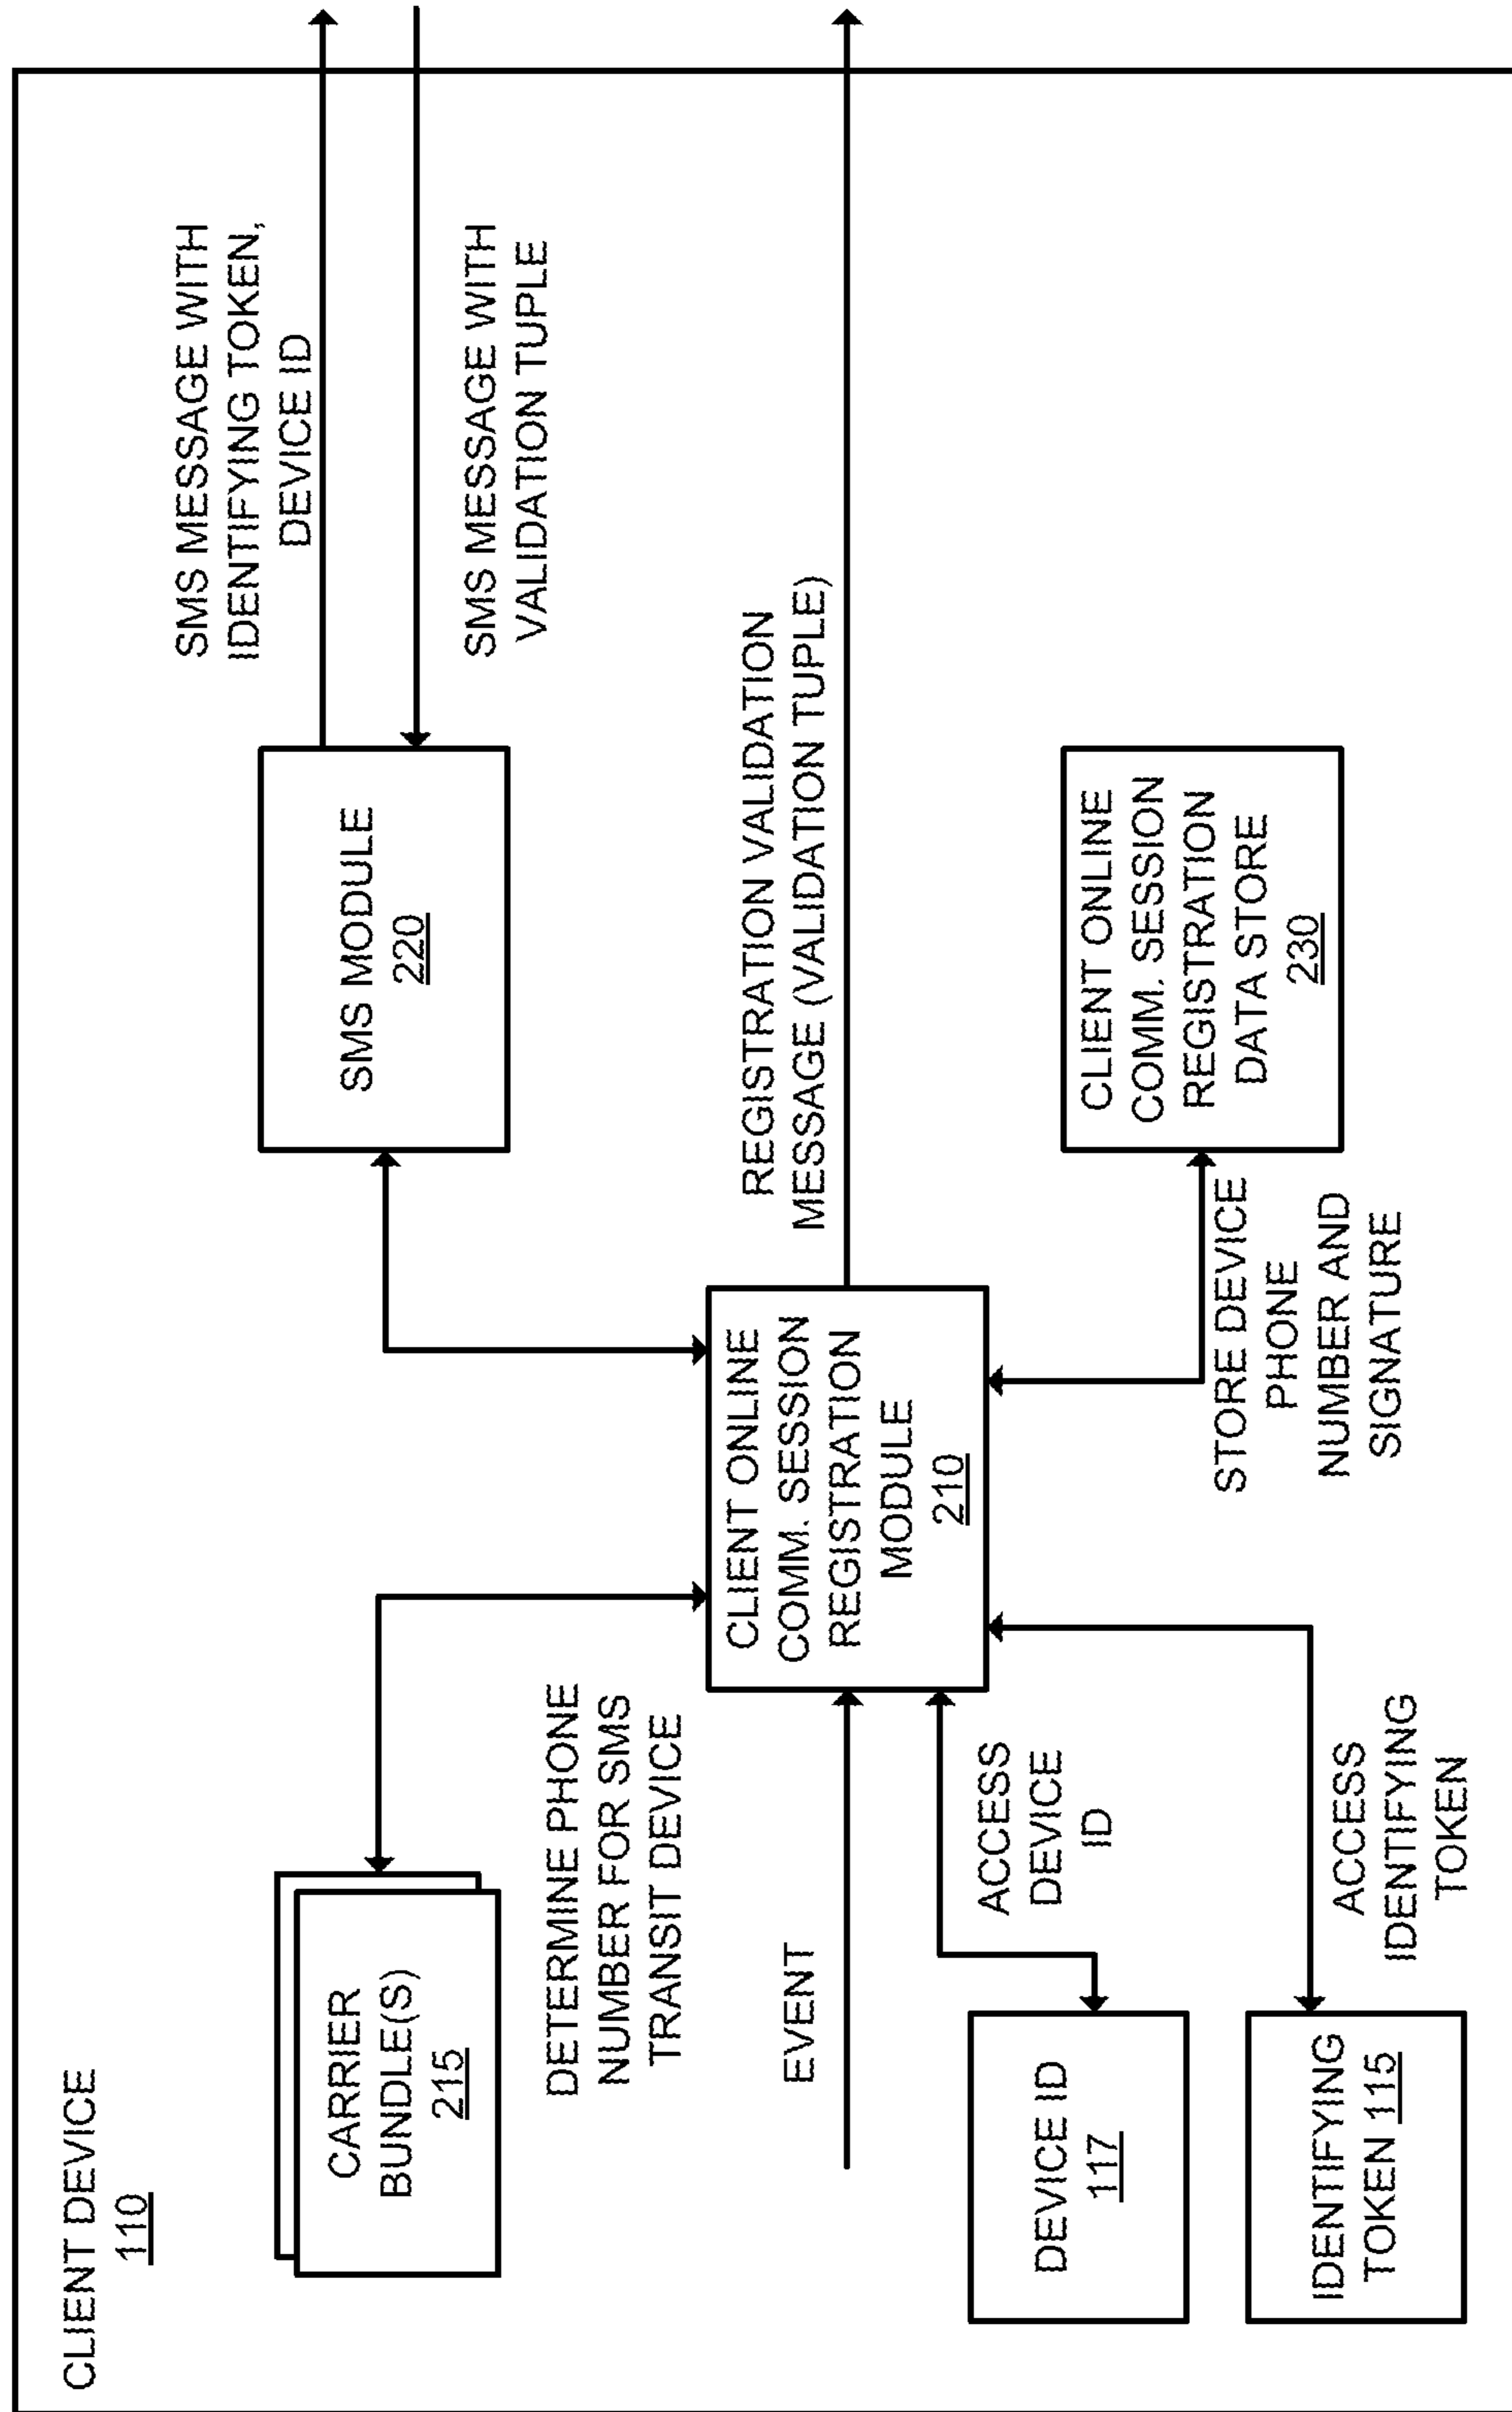 CLIENT DEVICE
110
CARRIER
BUNDLE(S)
215
DETERMINE PHONE
NUMBER FOR SMS
TRANSIT DEVICE
EVENT
DEVICE ID
117
ACCESS
DEVICE
ID
IDENTIFYING
TOKEN 115
ACCESS
IDENTIFYING
TOKEN
CLIENT ONLINE
COMM. SESSION
REGISTRATION
MODULE
210
SMS MODULE
220
SMS MESSAGE WITH
IDENTIFYING TOKEN,
DEVICE ID
SMS MESSAGE WITH
VALIDATION TUPLE
REGISTRATION VALIDATION
MESSAGE (VALIDATION TUPLE)
CLIENT ONLINE
COMM. SESSION
REGISTRATION
DATA STORE
230
STORE DEVICE
PHONE
NUMBER AND
SIGNATURE